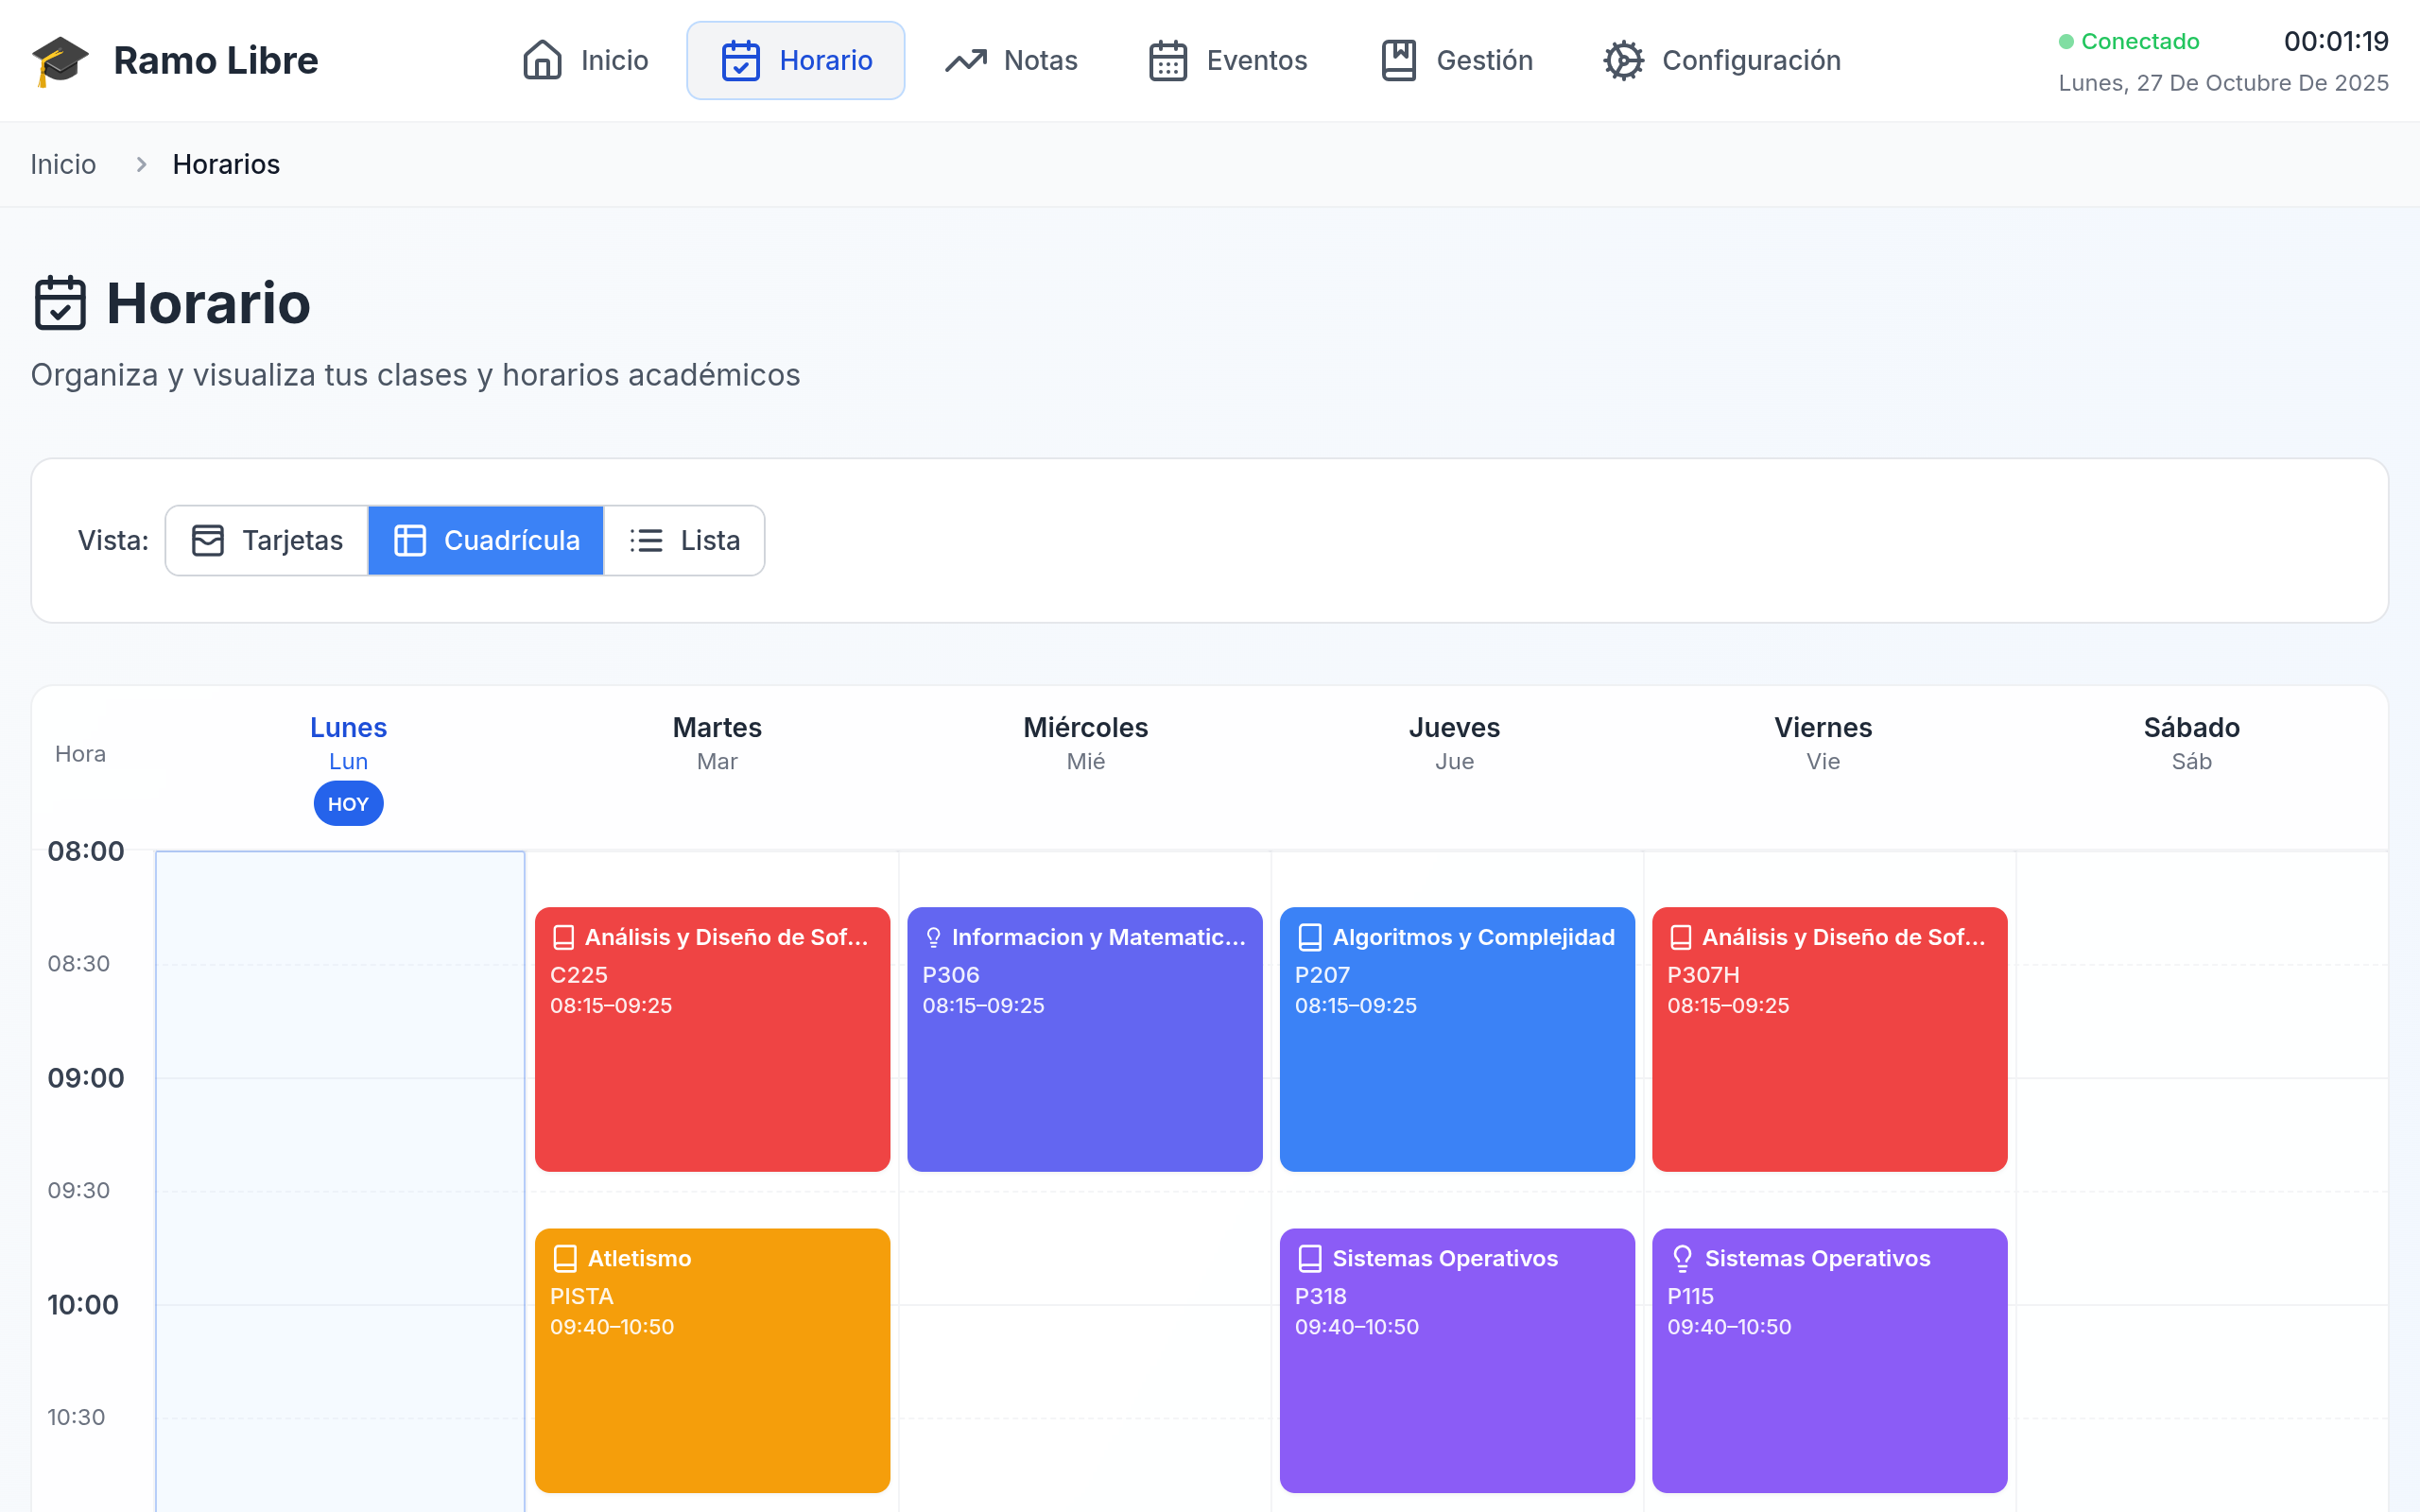 Ramo Libre
Inicio
Horario
Notas
Eventos
Gestión
Configuración
Conectado
00:01:19
Lunes, 27 De Octubre De 2025
Inicio
Horarios
Horario
Organiza y visualiza tus clases y horarios académicos
Vista:
Tarjetas
Cuadrícula
Lista
Hora
Lunes
Lun
HOY
Martes
Mar
Miércoles
Mié
Jueves
Jue
Viernes
Vie
Sábado
Sáb
08:00
08:30
09:00
09:30
10:00
10:30
Análisis y Diseño de Sof...
C225
08:15–09:25
Atletismo
PISTA
09:40–10:50
Informacion y Matematic...
P306
08:15–09:25
Algoritmos y Complejidad
P207
08:15–09:25
Sistemas Operativos
P318
09:40–10:50
Análisis y Diseño de Sof...
P307H
08:15–09:25
Sistemas Operativos
P115
09:40–10:50